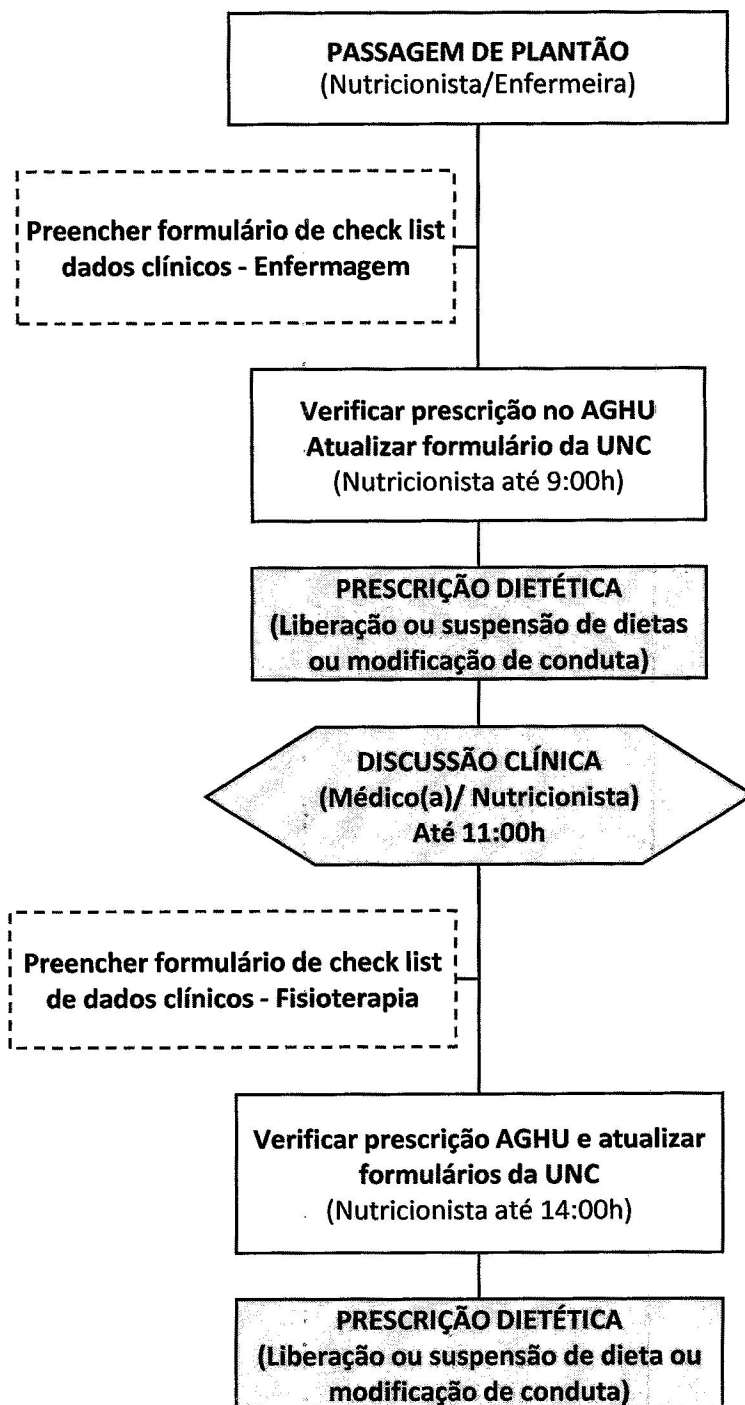 PASSAGEM DE PLANTÃO
(Nutricionista/Enfermeira)
Preencher formulário de check list
dados clínicos - Enfermagem
Verificar prescrição no AGHU
Atualizar formulário da UNC
(Nutricionista até 9:00h)
PRESCRIÇÃO DIETÉTICA
(Liberação ou suspensão de dietas
ou modificação de conduta)
DISCUSSÃO CLÍNICA
(Médico(a)/ Nutricionista)
Até 11:00h
Preencher formulário de check list
de dados clínicos - Fisioterapia
Verificar prescrição AGHU e atualizar
formulários da UNC
(Nutricionista até 14:00h)
PRESCRIÇÃO DIETÉTICA
(Liberação ou suspensão de dieta ou
modificação de conduta)